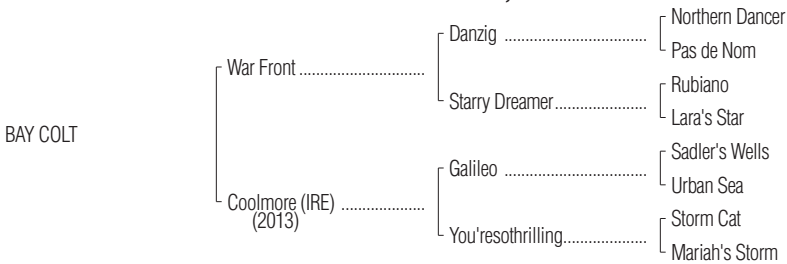 Northern Dancer
Danzig ..................................
Pas de Nom
War Front ..............................
Rubiano
Starry Dreamer......................
Lara's Star
BAY COLT
Sadler's Wells
Galileo ..................................
Urban Sea
Coolmore (IRE) ....................
(2013)
Storm Cat
You'resothrilling....................
Mariah's Storm